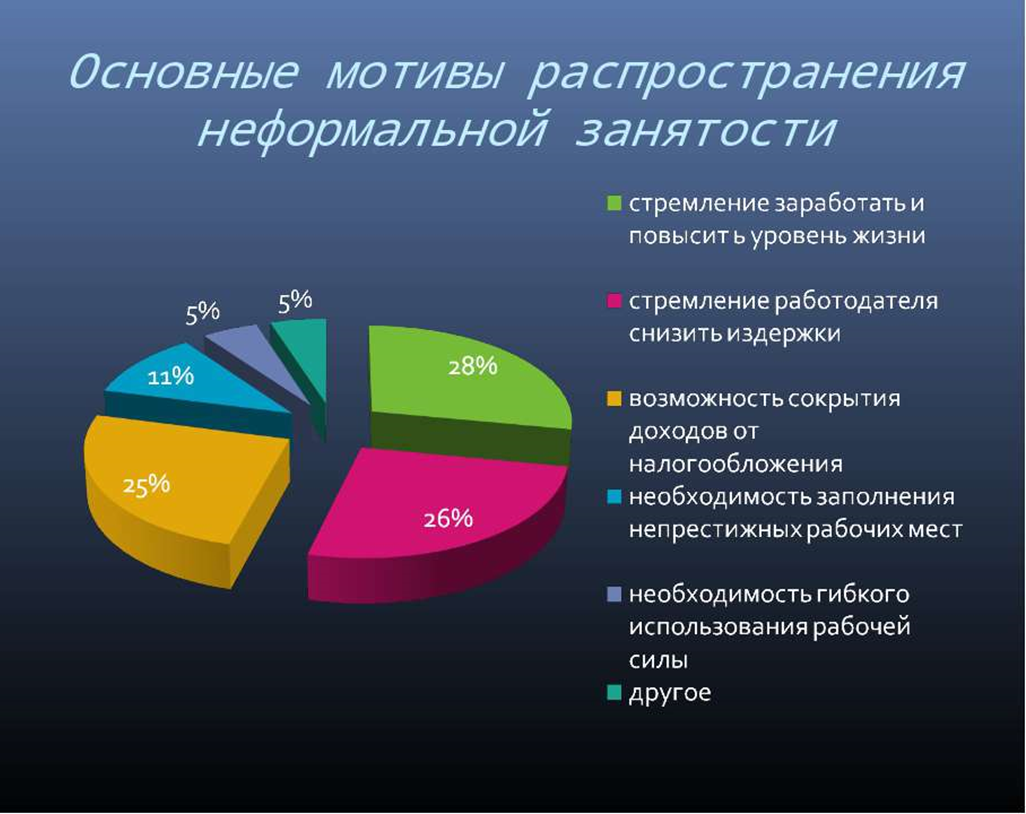 Основные мотивы распространения
неформальной занятости
стремление заработать и
повысить уровень жизни
стремление работодателя
снизить издержки
возможность сокрытия
доходов от
налогообложения
необходимость заполнения
непрестижных рабочих мест
необходимость гибкого
использования рабочей
силы
другое
5%
5%
11%
28%
25%
26%